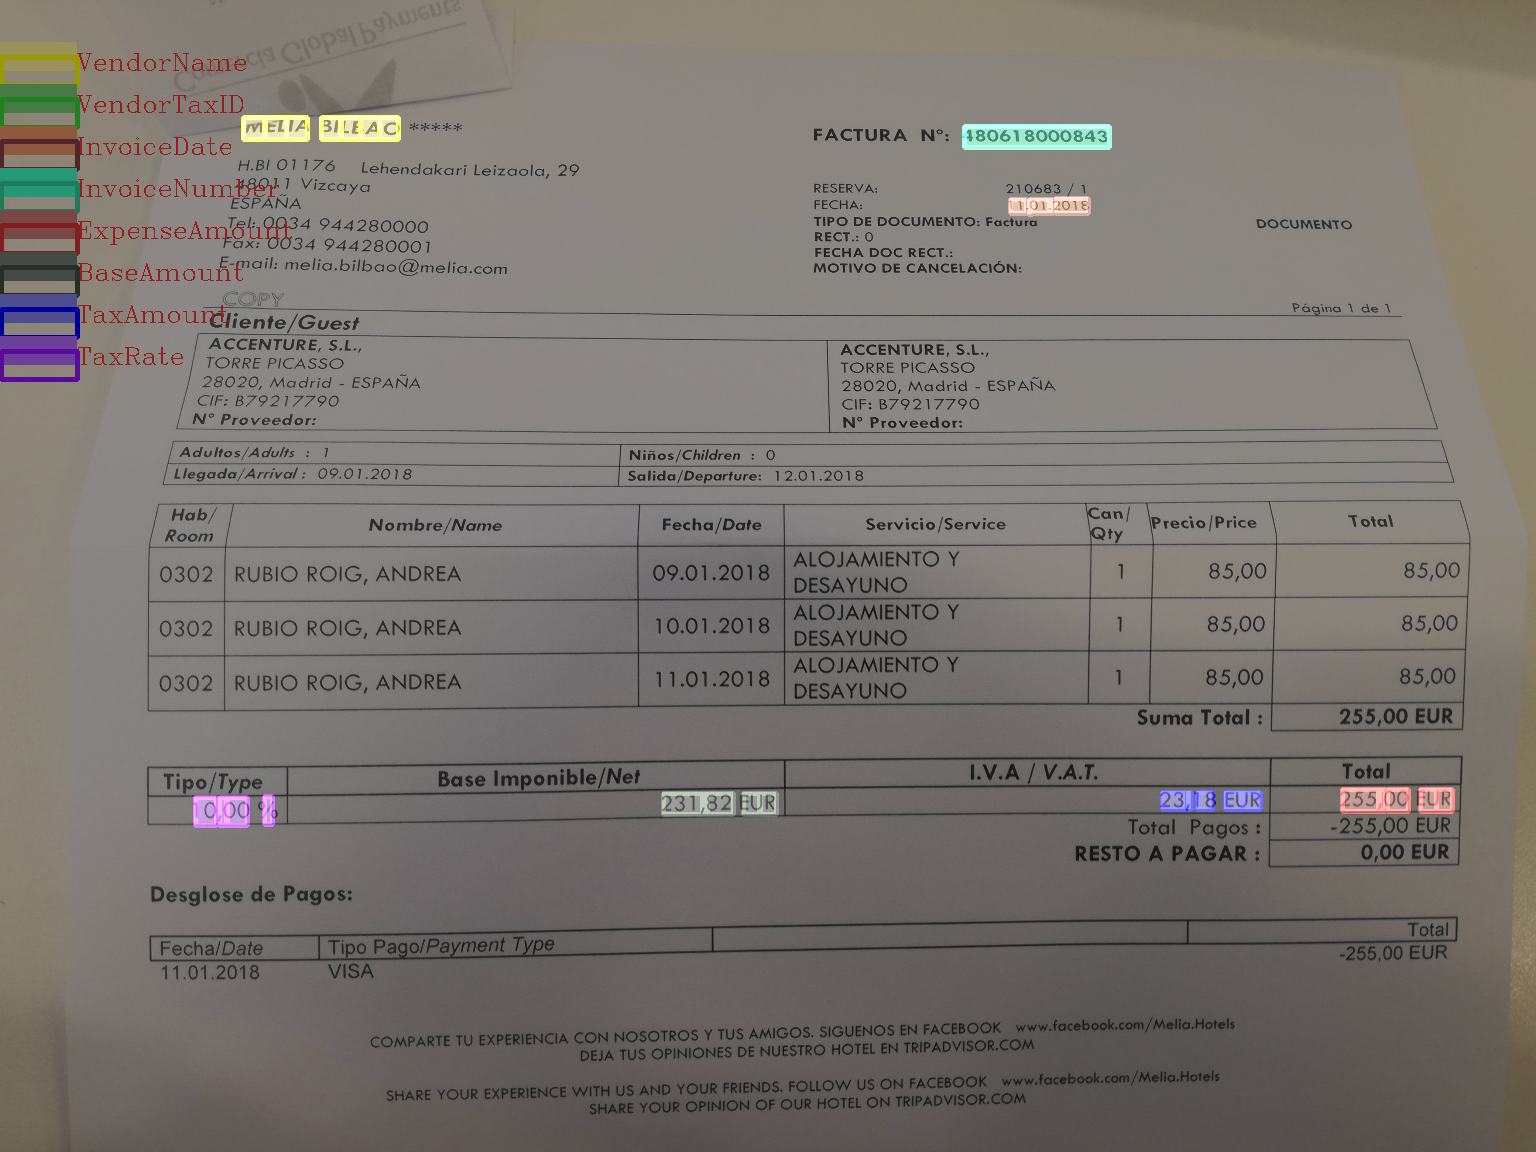 Comercia Global Payments
VendorName
VendorTaxID
InvoiceDate
InvoiceNumber
ExpenseAmount
BaseAmount
TaxAmount
TaxRate
MELIA BILBAO *****
H.BI 01176 Lehendakari Leizaola, 29
48011 Vizcaya
ESPAÑA
Tel: 0034 944280000
Fax: 0034 944280001
E-mail: melia.bilbao@melia.com
FACTURA N°: 480618000843
RESERVA: 210683 / 1
FECHA: 11.01.2018
TIPO DE DOCUMENTO: Factura
RECT.: 0
FECHA DOC RECT.:
MOTIVO DE CANCELACIÓN:
DOCUMENTO
COPY
Página 1 de 1
Cliente/Guest
ACCENTURE, S.L.,
TORRE PICASSO
28020, Madrid - ESPAÑA
CIF: B79217790
N° Proveedor:
ACCENTURE, S.L.,
TORRE PICASSO
28020, Madrid - ESPAÑA
CIF: B79217790
N° Proveedor:
Adultos/Adults : 1 Niños/Children : 0
Llegada/Arrival : 09.01.2018 Salida/Departure: 12.01.2018
Hab/Room Nombre/Name Fecha/Date Servicio/Service Can/Qty Precio/Price Total
0302 RUBIO ROIG, ANDREA 09.01.2018 ALOJAMIENTO Y DESAYUNO 1 85,00 85,00
0302 RUBIO ROIG, ANDREA 10.01.2018 ALOJAMIENTO Y DESAYUNO 1 85,00 85,00
0302 RUBIO ROIG, ANDREA 11.01.2018 ALOJAMIENTO Y DESAYUNO 1 85,00 85,00
Suma Total : 255,00 EUR
Tipo/Type Base Imponible/Net I.V.A / V.A.T. Total
10,00 % 231,82 EUR 23,18 EUR 255,00 EUR
Total Pagos : -255,00 EUR
RESTO A PAGAR : 0,00 EUR
Desglose de Pagos:
Fecha/Date Tipo Pago/Payment Type Total
11.01.2018 VISA -255,00 EUR
COMPARTE TU EXPERIENCIA CON NOSOTROS Y TUS AMIGOS. SIGUENOS EN FACEBOOK www.facebook.com/Melia.Hotels
DEJA TUS OPINIONES DE NUESTRO HOTEL EN TRIPADVISOR.COM
SHARE YOUR EXPERIENCE WITH US AND YOUR FRIENDS. FOLLOW US ON FACEBOOK www.facebook.com/Melia.Hotels
SHARE YOUR OPINION OF OUR HOTEL ON TRIPADVISOR.COM